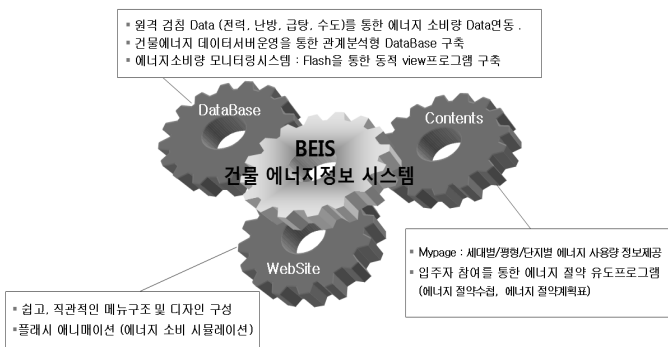 ▪ 원격 검침 Data (전력, 난방, 급탕, 수도)를 통한 에너지 소비량 Data연동 .
▪ 건물에너지 데이터서버운영을 통한 관계분석형 DataBase 구축
▪ 에너지소비량 모니터링시스템 : Flash을 통한 동적 view프로그램 구축
DataBase
Contents
BEIS
건물 에너지정보 시스템
WebSite
▪ Mypage : 세대별/평형/단지별 에너지 사용량 정보제공
▪ 입주자 참여를 통한 에너지 절약 유도프로그램
(에너지 절약수첩, 에너지 절약계획표)
▪ 쉽고, 직관적인 메뉴구조 및 디자인 구성
▪플래시 애니매이션 (에너지 소비 시뮬레이션)